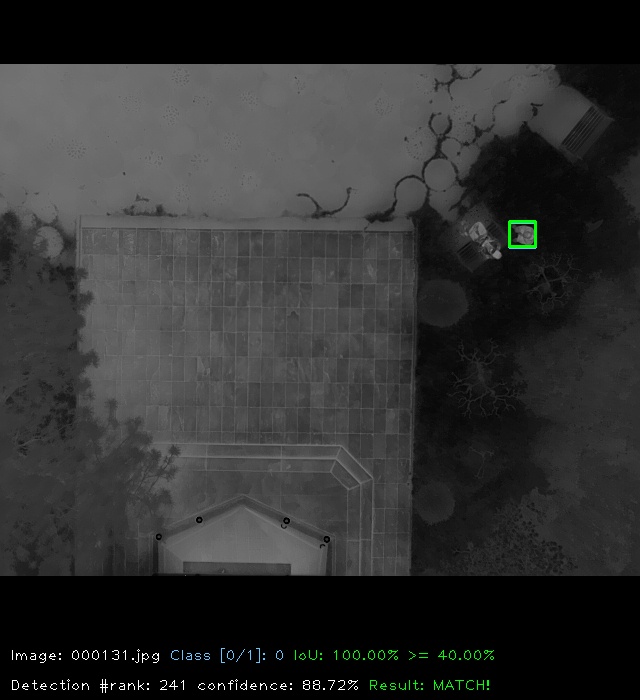 Image: 000131.jpg Class [0/1]: 0 IoU: 100.00% >= 40.00%
Detection #rank: 241 confidence: 88.72% Result: MATCH!